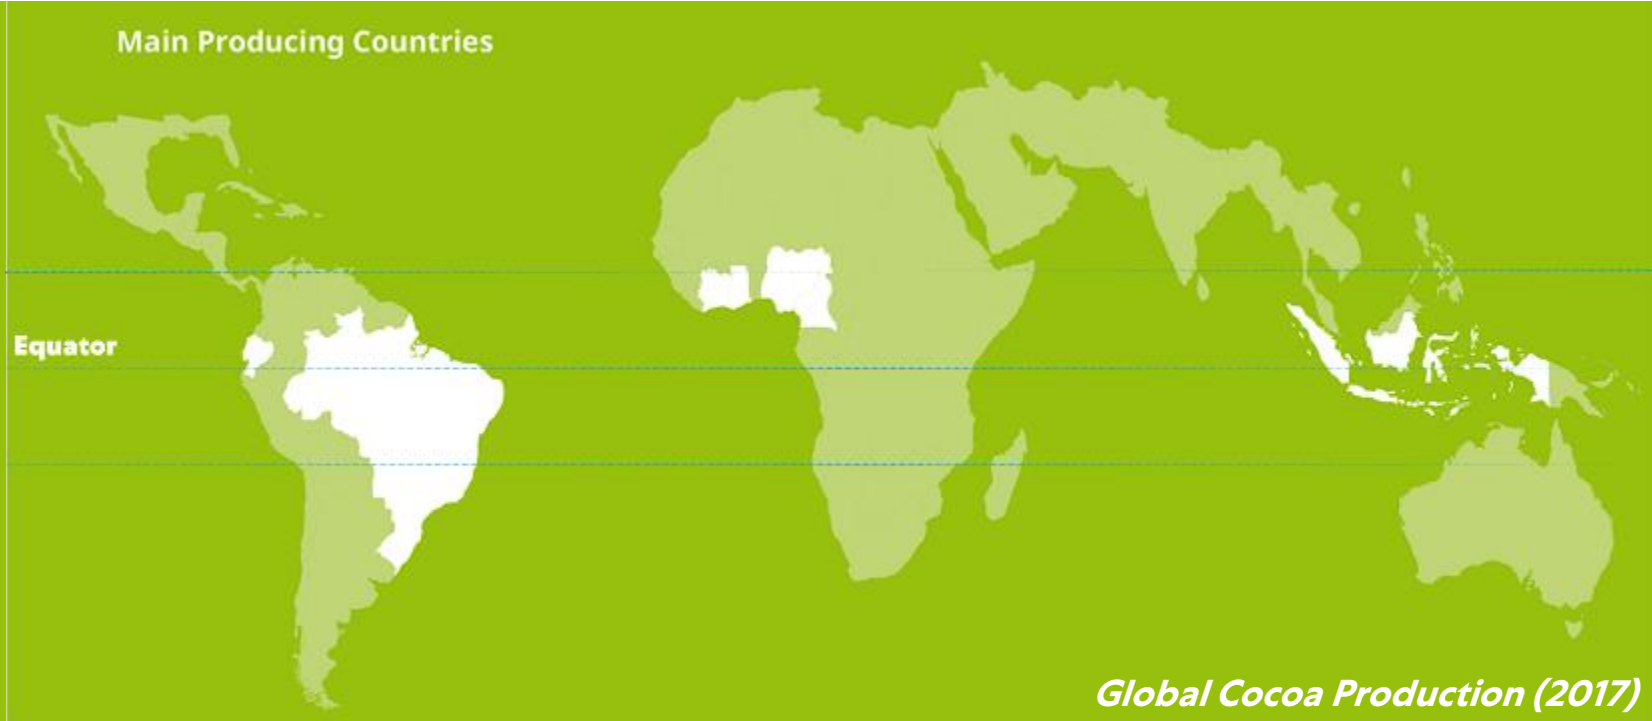 Main Producing Countries
Equator
Global Cocoa Production (2017)